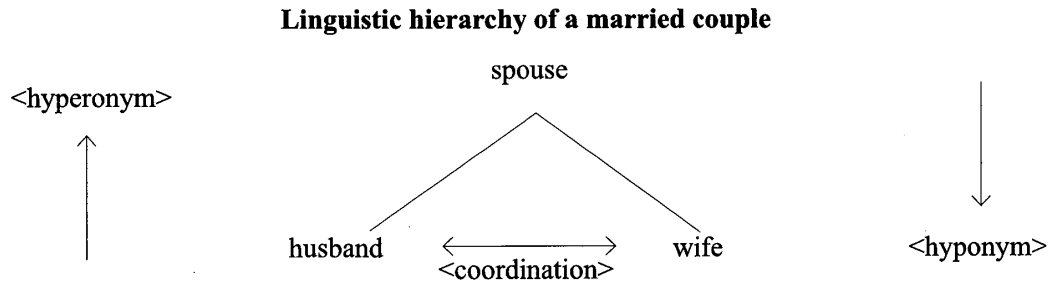 Linguistic hierarchy of a married couple
spouse
<hyperonym>
husband
wife
<hyponym>
<coordination>